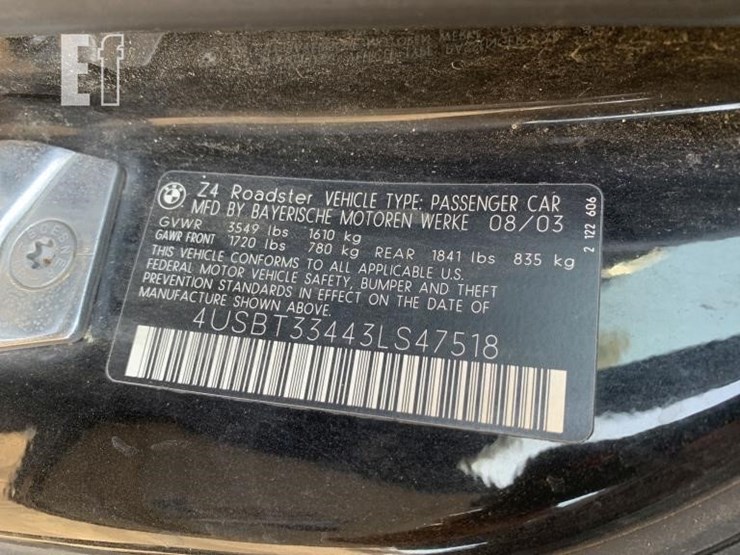 Ef
Z4 Roadster VEHICLE TYPE: PASSENGER CAR
MFD BY BAYERISCHE MOTOREN WERKE 08/03
GVWR 3549 lbs 1610 kg
GAWR FRONT 1720 lbs 780 kg REAR 1841 lbs 835 kg
THIS VEHICLE CONFORMS TO ALL APPLICABLE U.S.
FEDERAL MOTOR VEHICLE SAFETY, BUMPER AND THEFT
PREVENTION STANDARDS IN EFFECT ON THE DATE OF
MANUFACTURE SHOWN ABOVE.
4USBT33443LS47518
2 122 606